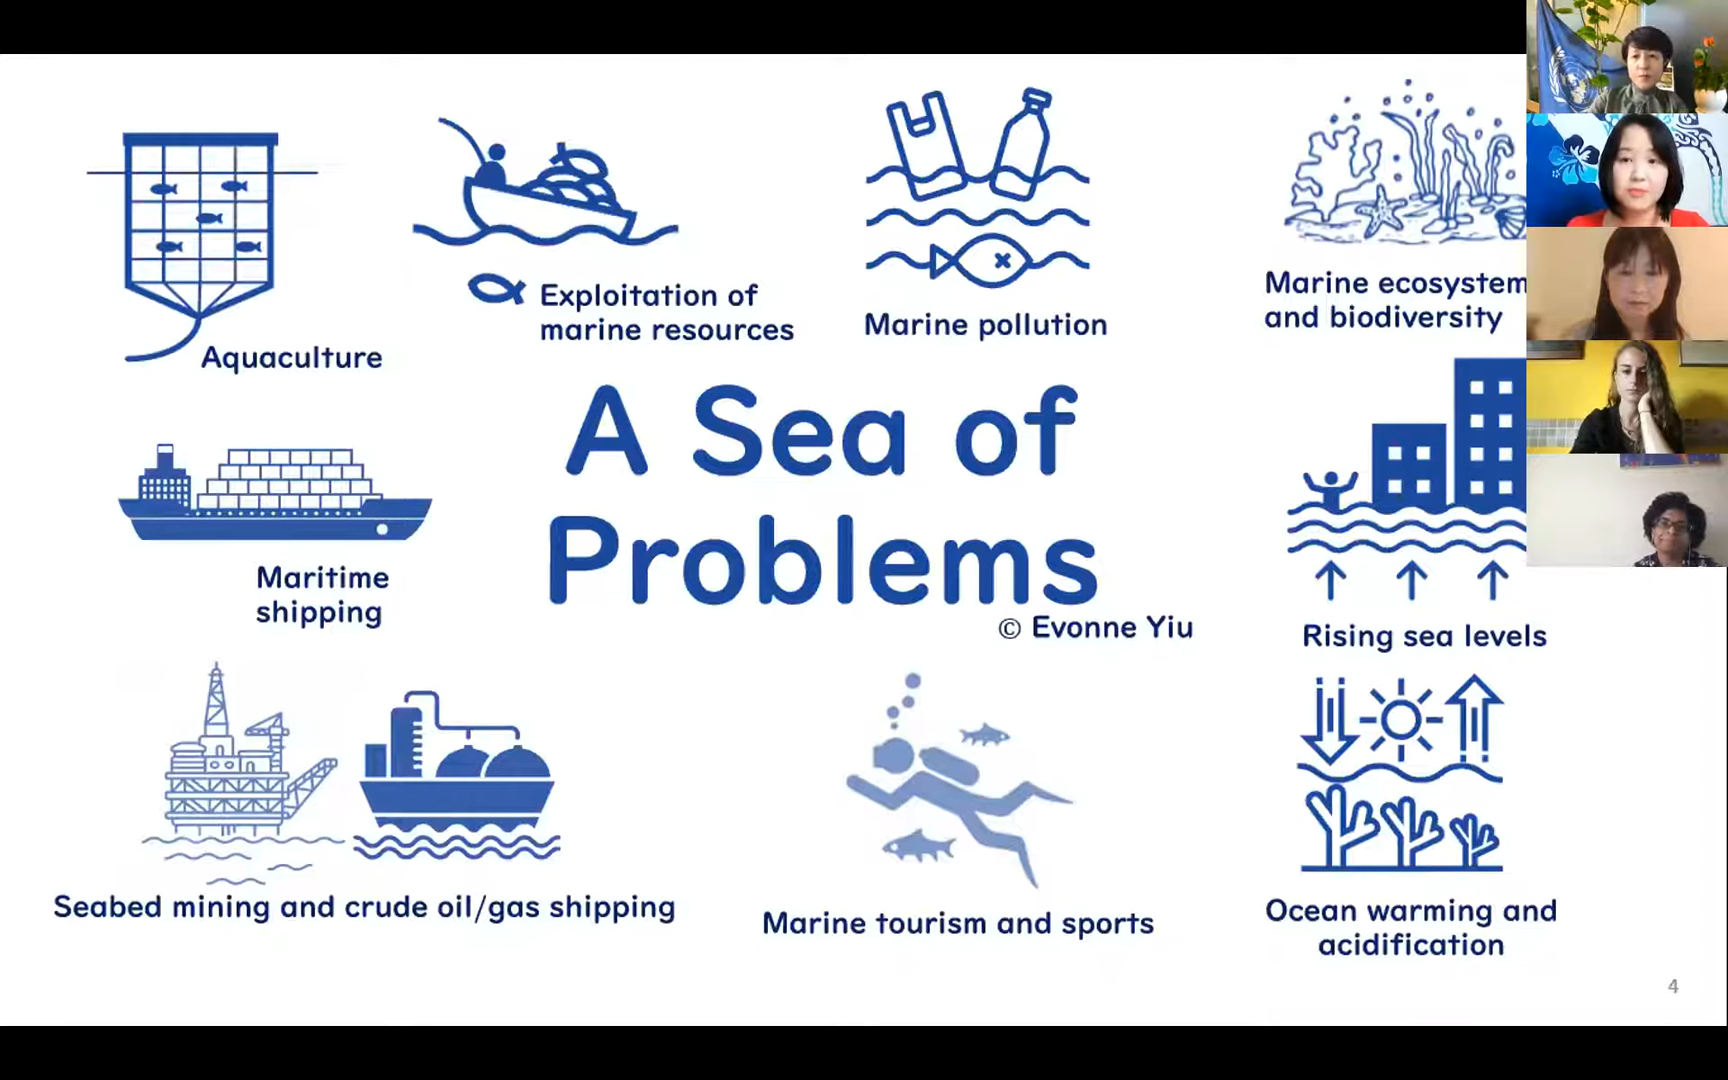 Aquaculture
Exploitation of
marine resources
Marine pollution
Marine ecosystem
and biodiversity
A Sea of
Problems
© Evonne Yiu
Maritime
shipping
Rising sea levels
Seabed mining and crude oil/gas shipping
Marine tourism and sports
Ocean warming and
acidification
4